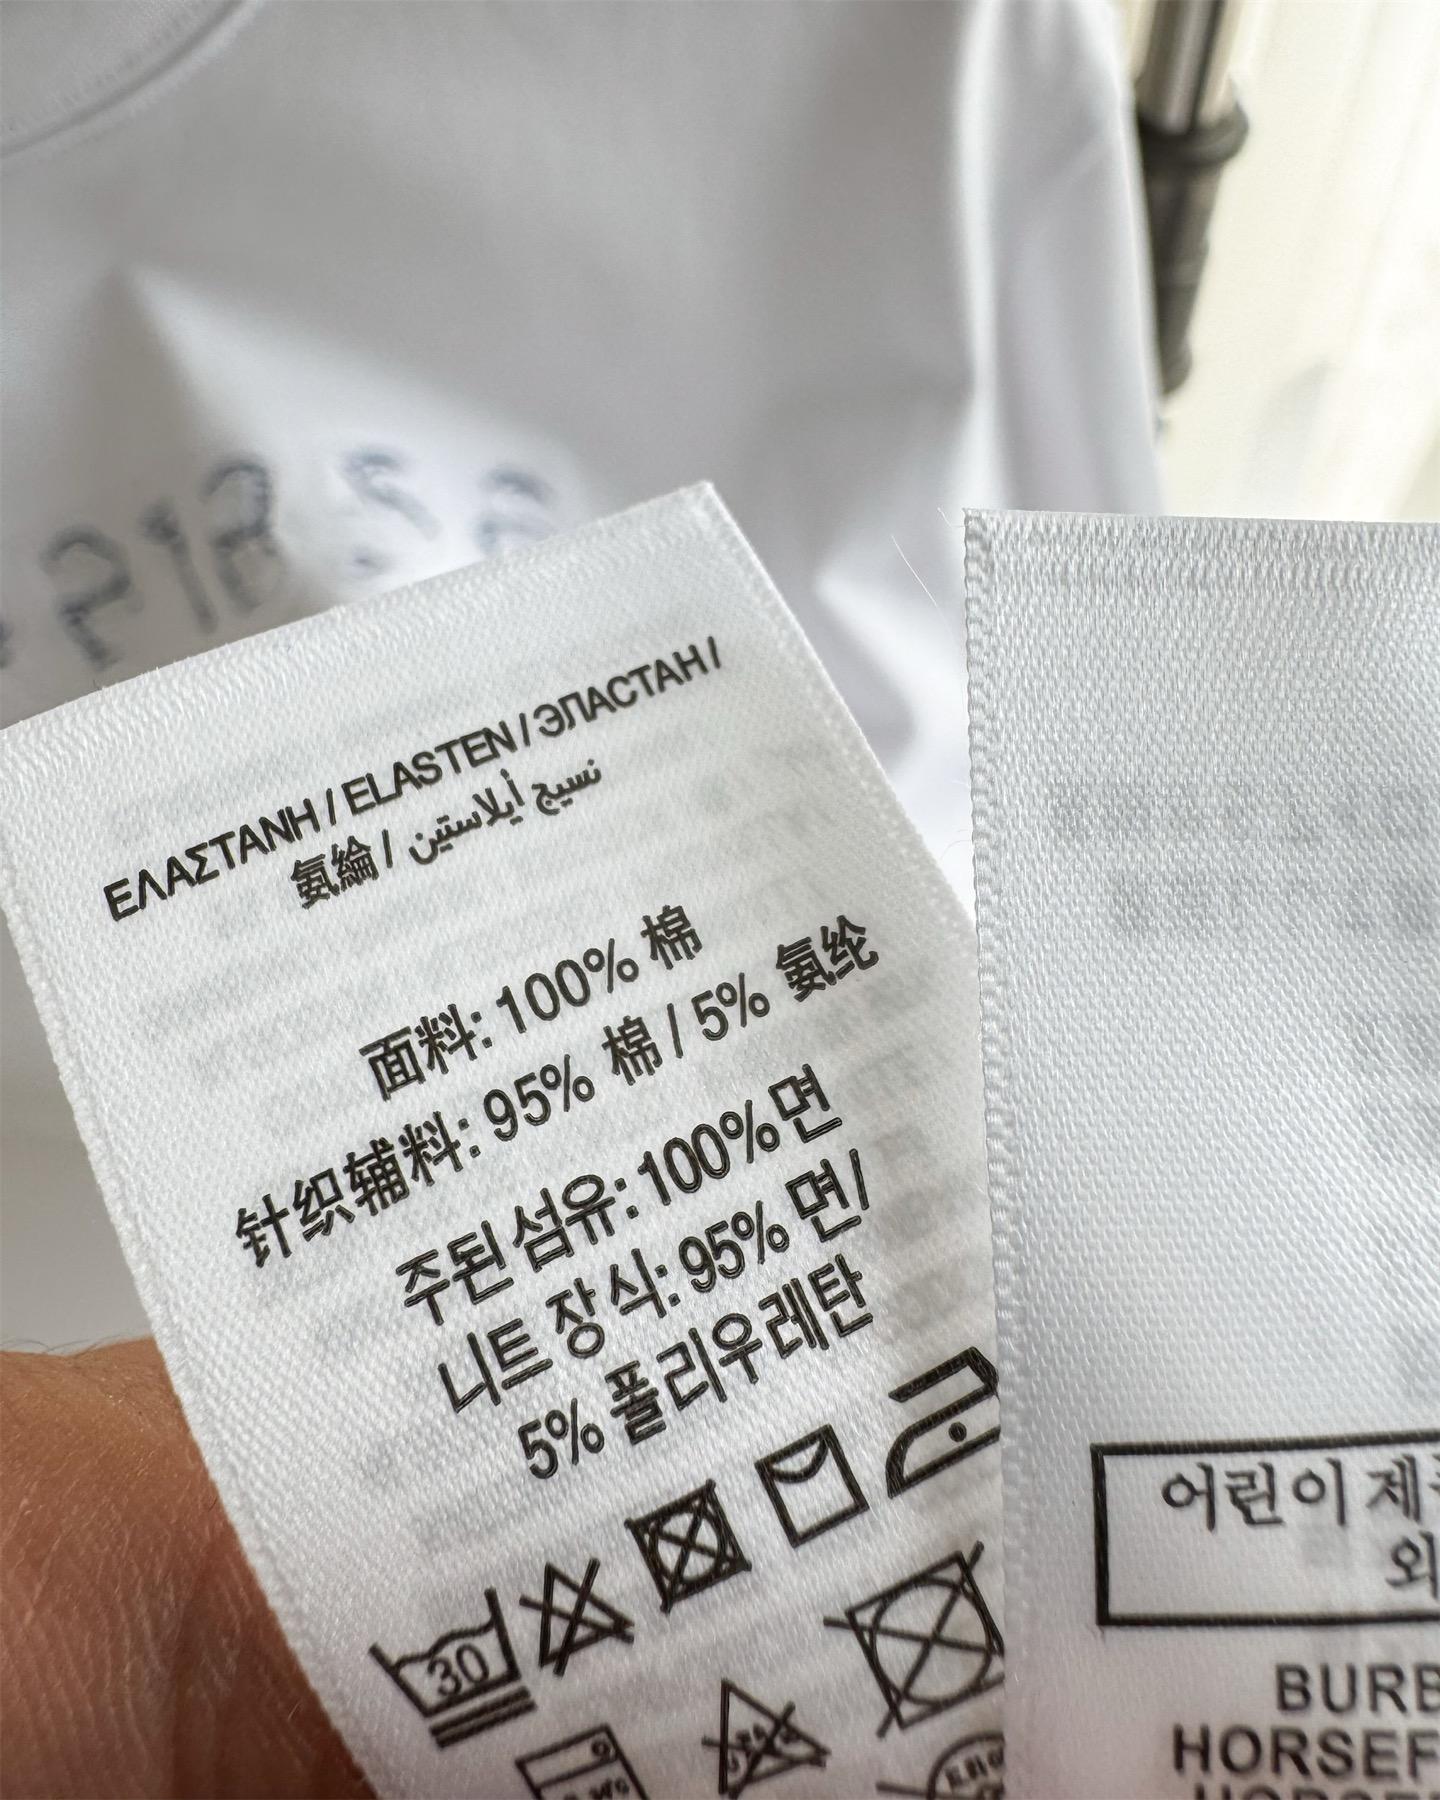 ΕΛΑΣΤΑΝΗ / ELASTEN / ЭПАСТАН /
氨綸 / نسيج أيلاستين
面料: 100% 棉
针织辅料: 95% 棉 / 5% 氨纶
주된 섬유: 100% 면
니트 장식: 95% 면/
5% 폴리우레탄
30
어린이 제
외
BURB
HORSEF